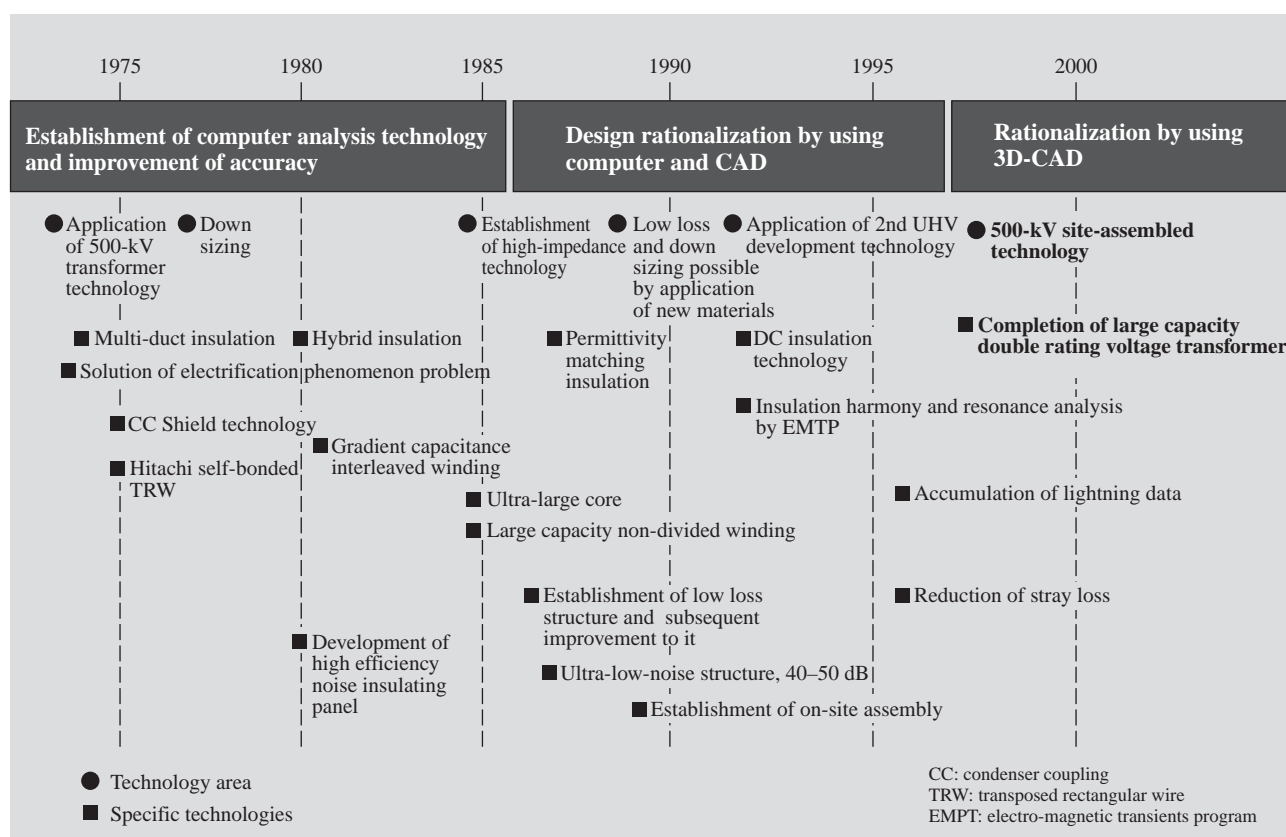 1975
1980
1985
1990
1995
2000
Establishment of computer analysis technology
and improvement of accuracy
Design rationalization by using
computer and CAD
Rationalization by using
3D-CAD
Application
of 500-kV
transformer
technology
Down
sizing
Establishment
of high-impedance
technology
Low loss
and down
sizing possible
by application
of new materials
Application of 2nd UHV
development technology
500-kV site-assembled
technology
Multi-duct insulation
Hybrid insulation
Permittivity
matching
insulation
DC insulation
technology
Completion of large capacity
double rating voltage transformer
Solution of electrification phenomenon problem
CC Shield technology
Gradient capacitance
interleaved winding
Insulation harmony and resonance analysis
by EMTP
Hitachi self-bonded
TRW
Ultra-large core
Accumulation of lightning data
Large capacity non-divided winding
Establishment of low loss
structure and subsequent
improvement to it
Reduction of stray loss
Development of
high efficiency
noise insulating
panel
Ultra-low-noise structure, 40–50 dB
Establishment of on-site assembly
Technology area
Specific technologies
CC: condenser coupling
TRW: transposed rectangular wire
EMPT: electro-magnetic transients program